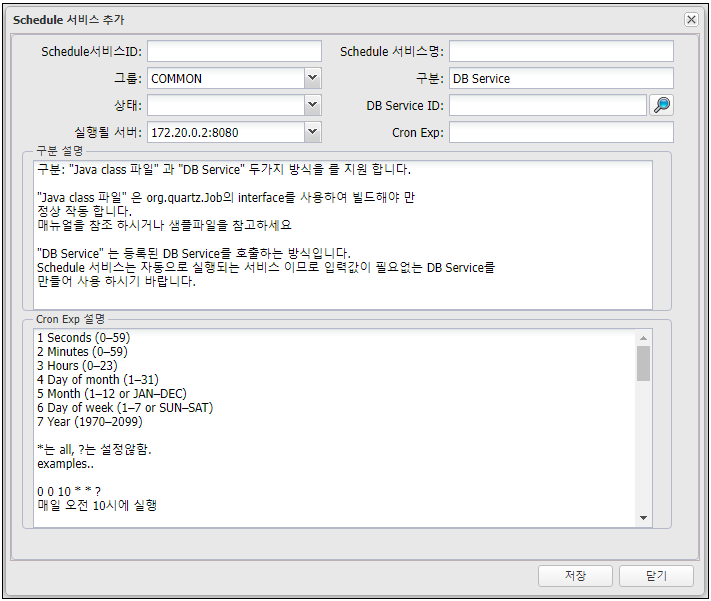 Schedule 서비스 추가
Schedule서비스ID:
Schedule 서비스명:
그룹: COMMON
구분: DB Service
상태:
DB Service ID:
실행될 서버: 172.20.0.2:8080
Cron Exp:
구분 설명
구분: "Java class 파일" 과 "DB Service" 두가지 방식을 를 지원 합니다.
"Java class 파일" 은 org.quartz.Job의 interface를 사용하여 빌드해야 만
정상 작동 합니다.
매뉴얼을 참조 하시거나 샘플파일을 참고하세요
"DB Service" 는 등록된 DB Service를 호출하는 방식입니다.
Schedule 서비스는 자동으로 실행되는 서비스 이므로 입력값이 필요없는 DB Service를
만들어 사용 하시기 바랍니다.
Cron Exp 설명
1 Seconds (0–59)
2 Minutes (0–59)
3 Hours (0–23)
4 Day of month (1–31)
5 Month (1–12 or JAN–DEC)
6 Day of week (1–7 or SUN–SAT)
7 Year (1970–2099)
*는 all, ?는 설정않함.
examples..
0 0 10 * * ?
매일 오전 10시에 실행
저장
닫기